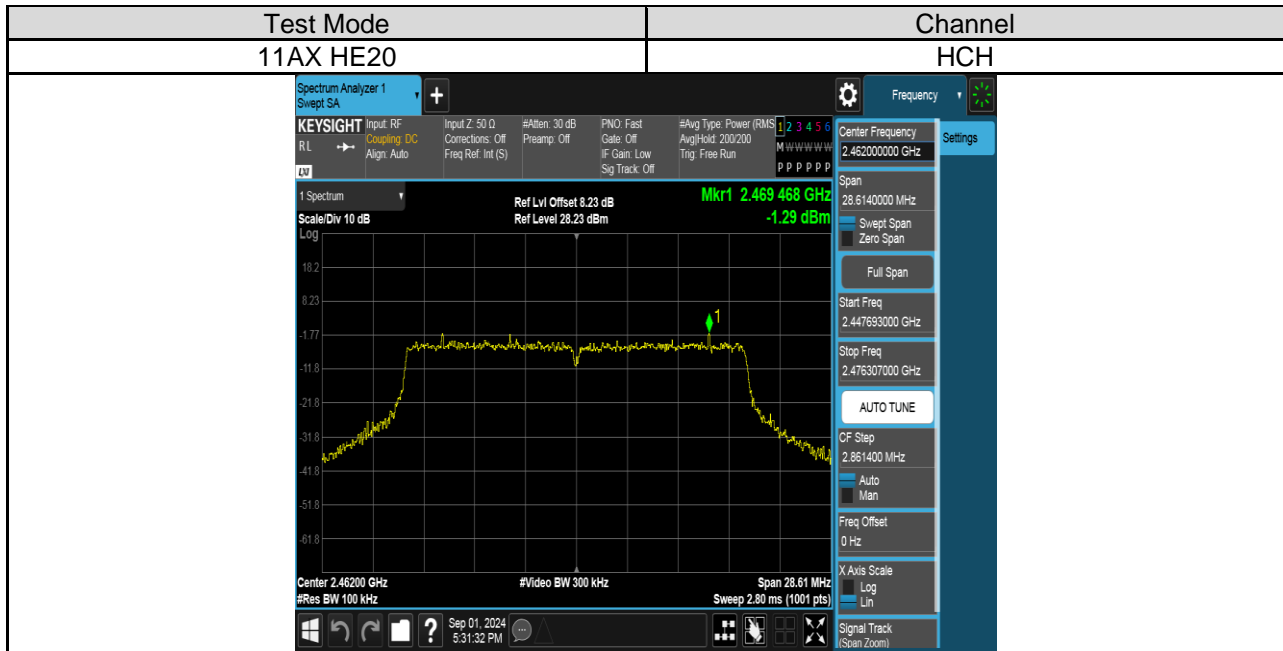 Test Mode Channel
11AX HE20 HCH
Spectrum Analyzer 1
Swept SA
+
Frequency
KEYSIGHT Input: RF Input Z: 50 Ω #Atten: 30 dB PNO: Fast #Avg Type: Power (RMS 1 2 3 4 5 6
RL Coupling: DC Corrections: Off Preamp: Off Gate: Off Avg|Hold: 200/200 M W W W W W
Align: Auto Freq Ref: Int (S) IF Gain: Low Trig: Free Run
LXI Sig Track: Off P P P P P P
1 Spectrum
Ref Lvl Offset 8.23 dB Mkr1 2.469 468 GHz
Scale/Div 10 dB Ref Level 28.23 dBm -1.29 dBm
Log
18.2
8.23
-1.77
-11.8
-21.8
-31.8
-41.8
-51.8
-61.8
1
Center 2.46200 GHz #Video BW 300 kHz Span 28.61 MHz
#Res BW 100 kHz Sweep 2.80 ms (1001 pts)
Center Frequency
2.462000000 GHz
Settings
Span
28.6140000 MHz
Swept Span
Zero Span
Full Span
Start Freq
2.447693000 GHz
Stop Freq
2.476307000 GHz
AUTO TUNE
CF Step
2.861400 MHz
Auto
Man
Freq Offset
0 Hz
X Axis Scale
Log
Lin
Signal Track
(Span Zoom)
? Sep 01, 2024
5:31:32 PM